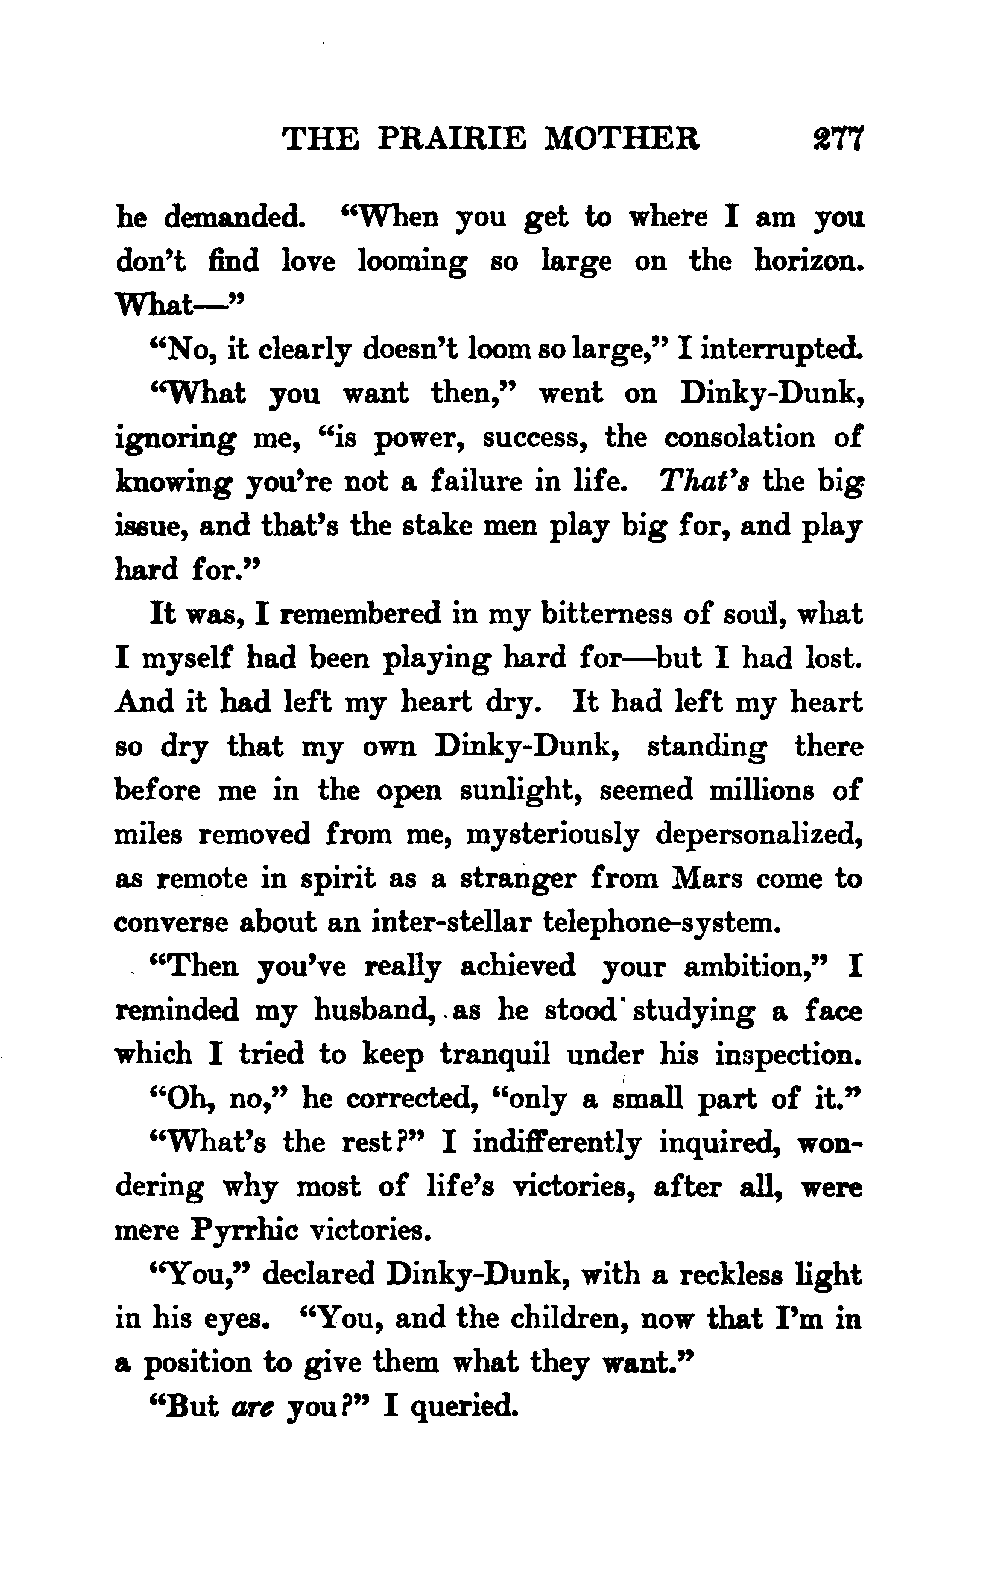 THE PRAIRIE MOTHER 277
he demanded. “When you get to where I am you
don’t find love looming so large on the horizon.
What—”
“No, it clearly doesn’t loom so large,” I interrupted.
“What you want then,” went on Dinky-Dunk,
ignoring me, “is power, success, the consolation of
knowing you’re not a failure in life. That’s the big
issue, and that’s the stake men play big for, and play
hard for.”
It was, I remembered in my bitterness of soul, what
I myself had been playing hard for—but I had lost.
And it had left my heart dry. It had left my heart
so dry that my own Dinky-Dunk, standing there
before me in the open sunlight, seemed millions of
miles removed from me, mysteriously depersonalized,
as remote in spirit as a stranger from Mars come to
converse about an inter-stellar telephone-system.
“Then you’ve really achieved your ambition,” I
reminded my husband, as he stood studying a face
which I tried to keep tranquil under his inspection.
“Oh, no,” he corrected, “only a small part of it.”
“What’s the rest?” I indifferently inquired, won-
dering why most of life’s victories, after all, were
mere Pyrrhic victories.
“You,” declared Dinky-Dunk, with a reckless light
in his eyes. “You, and the children, now that I’m in
a position to give them what they want.”
“But are you?” I queried.